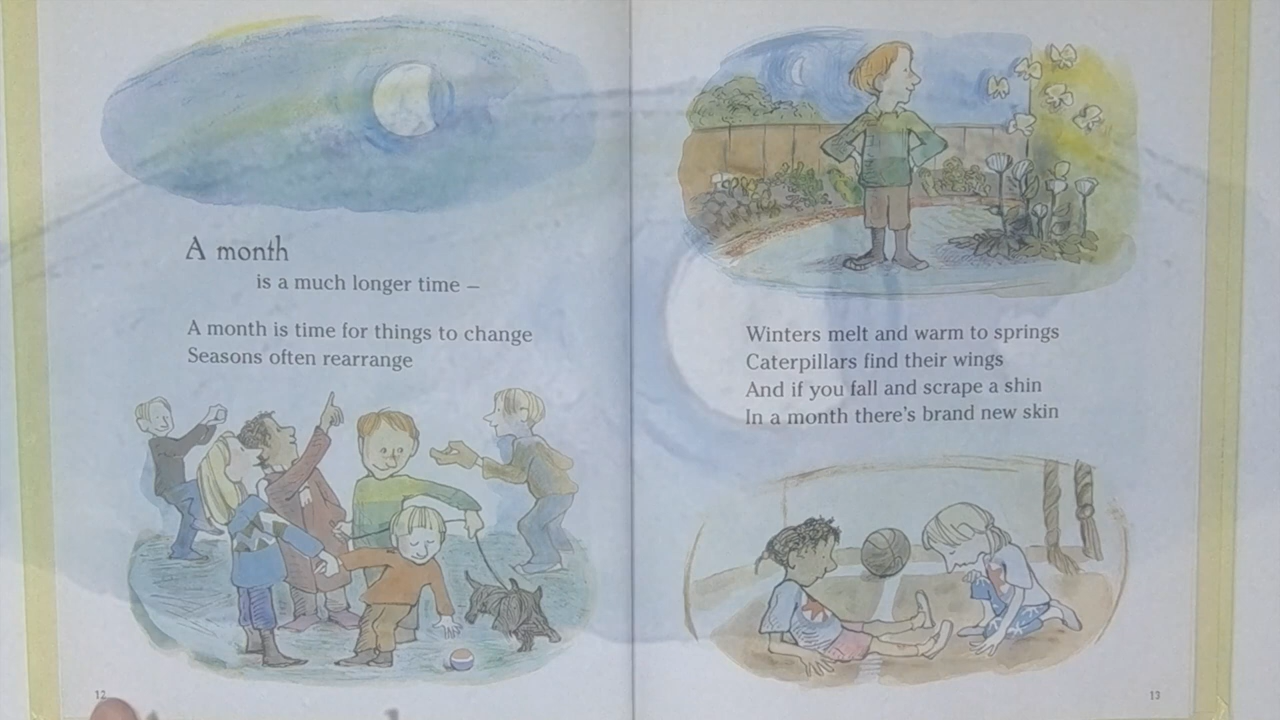 A month
is a much longer time –
A month is time for things to change
Seasons often rearrange
12
Winters melt and warm to springs
Caterpillars find their wings
And if you fall and scrape a shin
In a month there's brand new skin
13